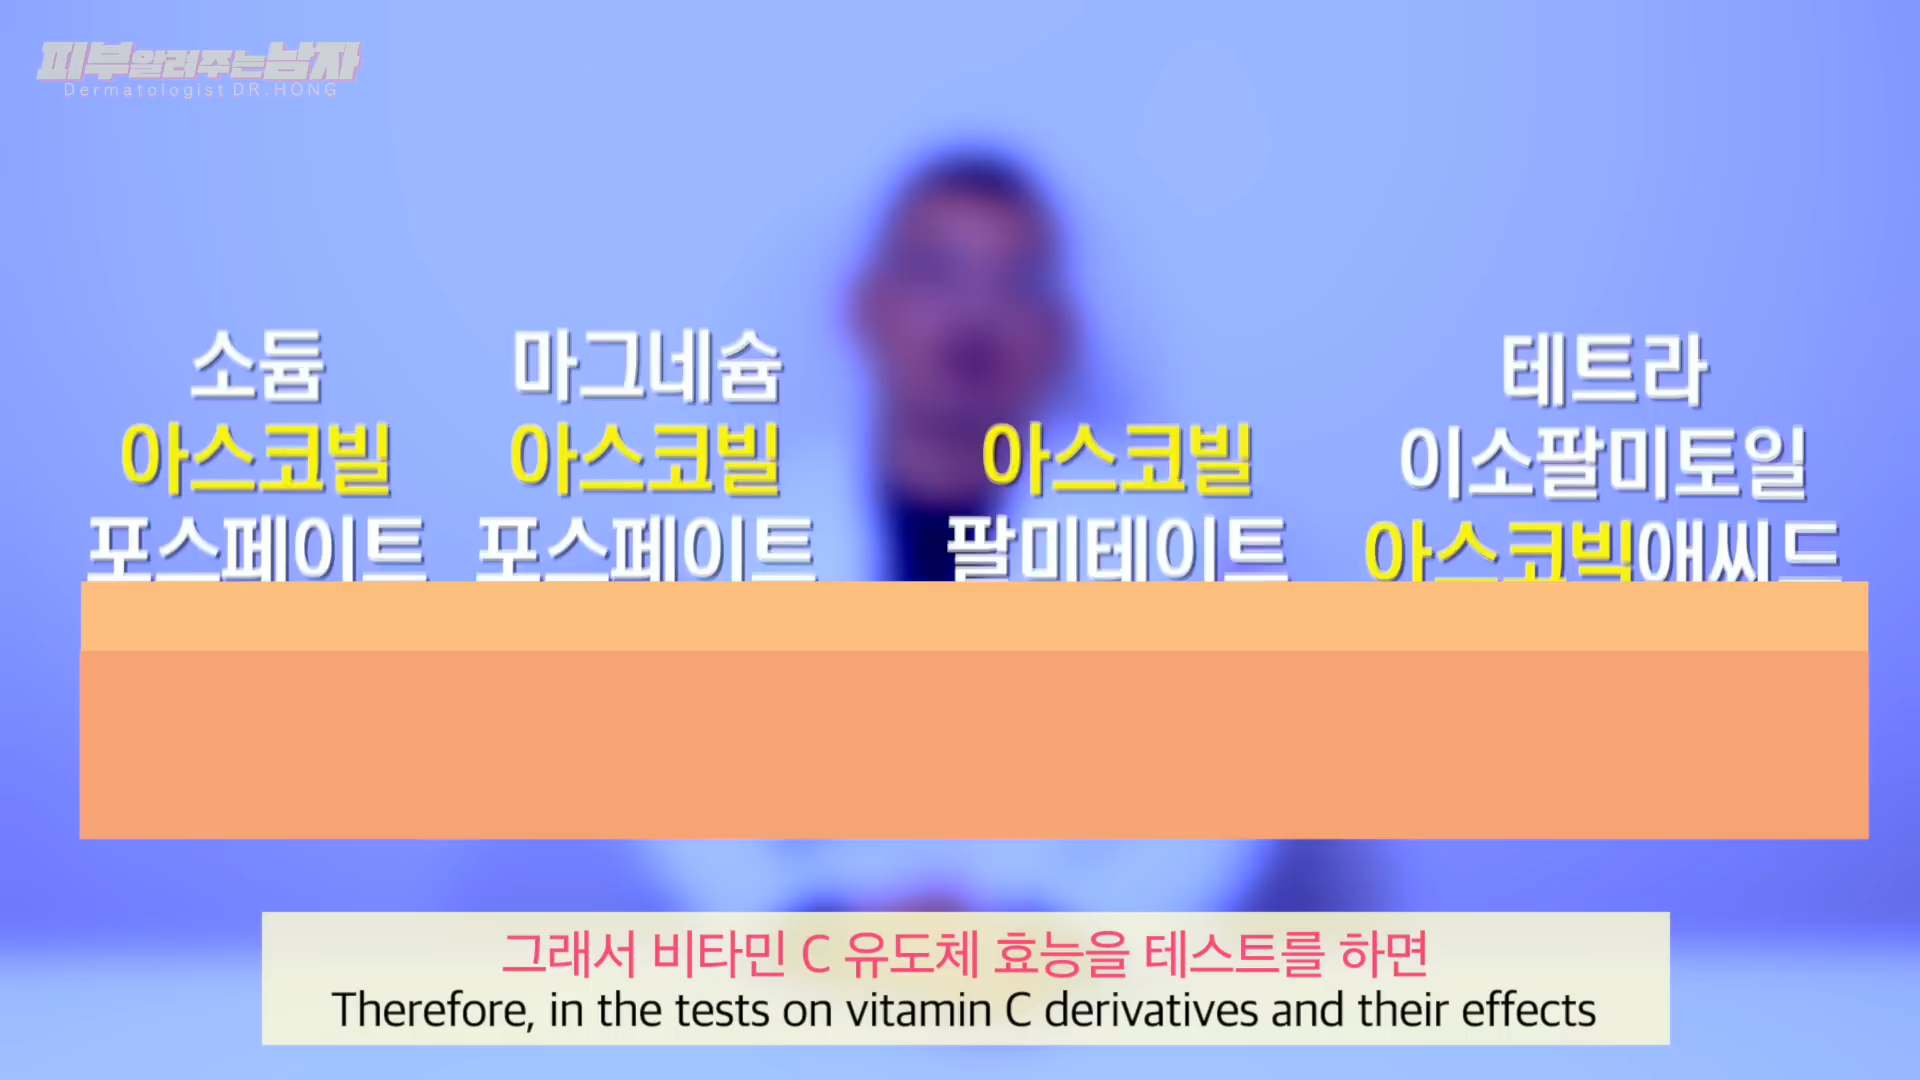 피부알려주는남자
Dermatologist DR.HONG
소듐
아스코빌
포스페이트
마그네슘
아스코빌
포스페이트
아스코빌
팔미테이트
테트라
이소팔미토일
아스코빅애씨드
그래서 비타민 C 유도체 효능을 테스트를 하면
Therefore, in the tests on vitamin C derivatives and their effects